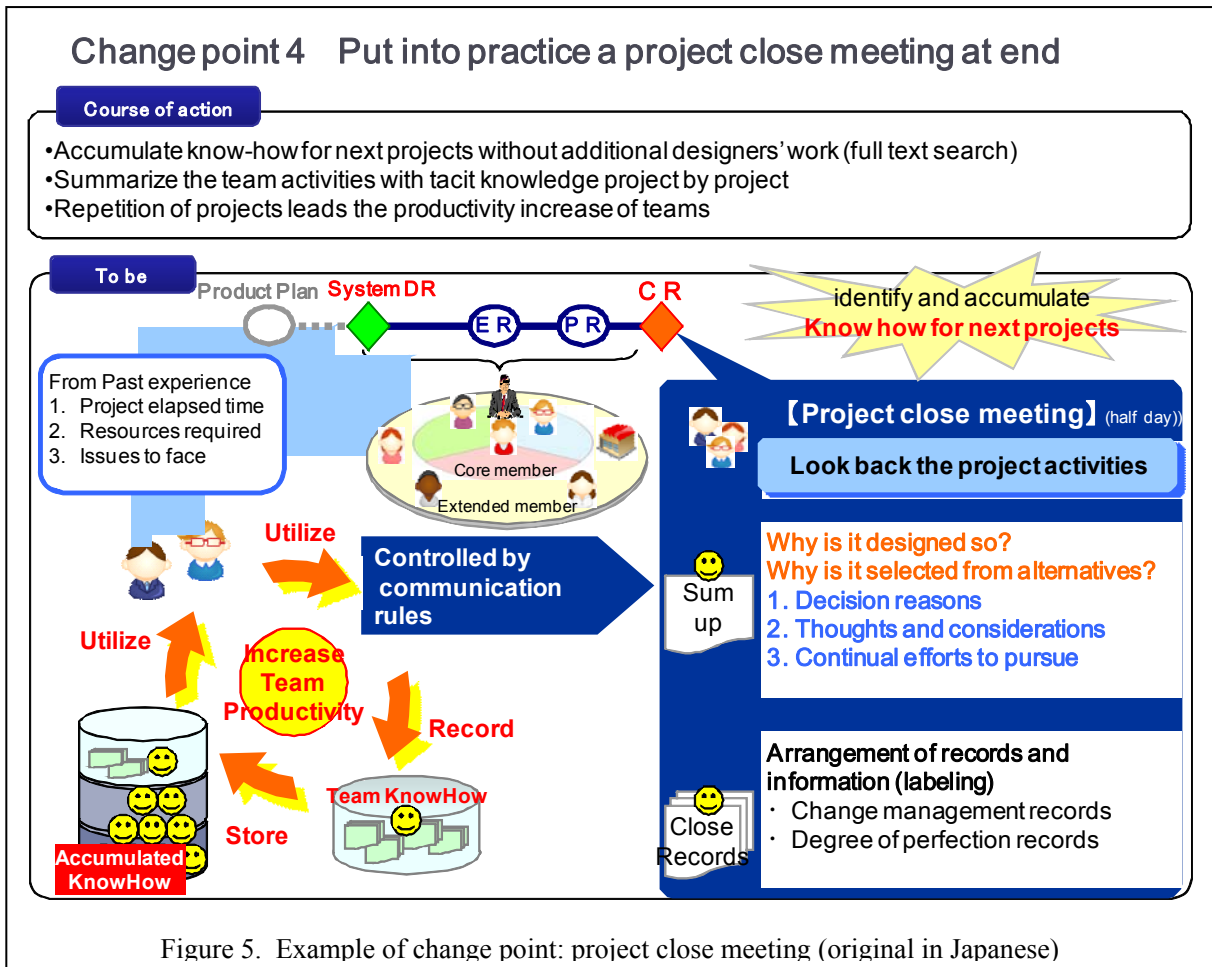 Change point 4 Put into practice a project close meeting at end
Course of action
•Accumulate know-how for next projects without additional designers' work (full text search)
•Summarize the team activities with tacit knowledge project by project
•Repetition of projects leads the productivity increase of teams
To be
Product Plan
System DR
E R
P R
C R
identify and accumulate
Know how for next projects
From Past experience
1. Project elapsed time
2. Resources required
3. Issues to face
Core member
Extended member
【Project close meeting】 (half day))
Look back the project activities
Utilize
Controlled by
communication
rules
Sum
up
Why is it designed so?
Why is it selected from alternatives?
1. Decision reasons
2. Thoughts and considerations
3. Continual efforts to pursue
Utilize
Increase
Team
Productivity
Record
Team KnowHow
Store
Accumulated
KnowHow
Close
Records
Arrangement of records and
information (labeling)
・ Change management records
・ Degree of perfection records
Figure 5. Example of change point: project close meeting (original in Japanese)